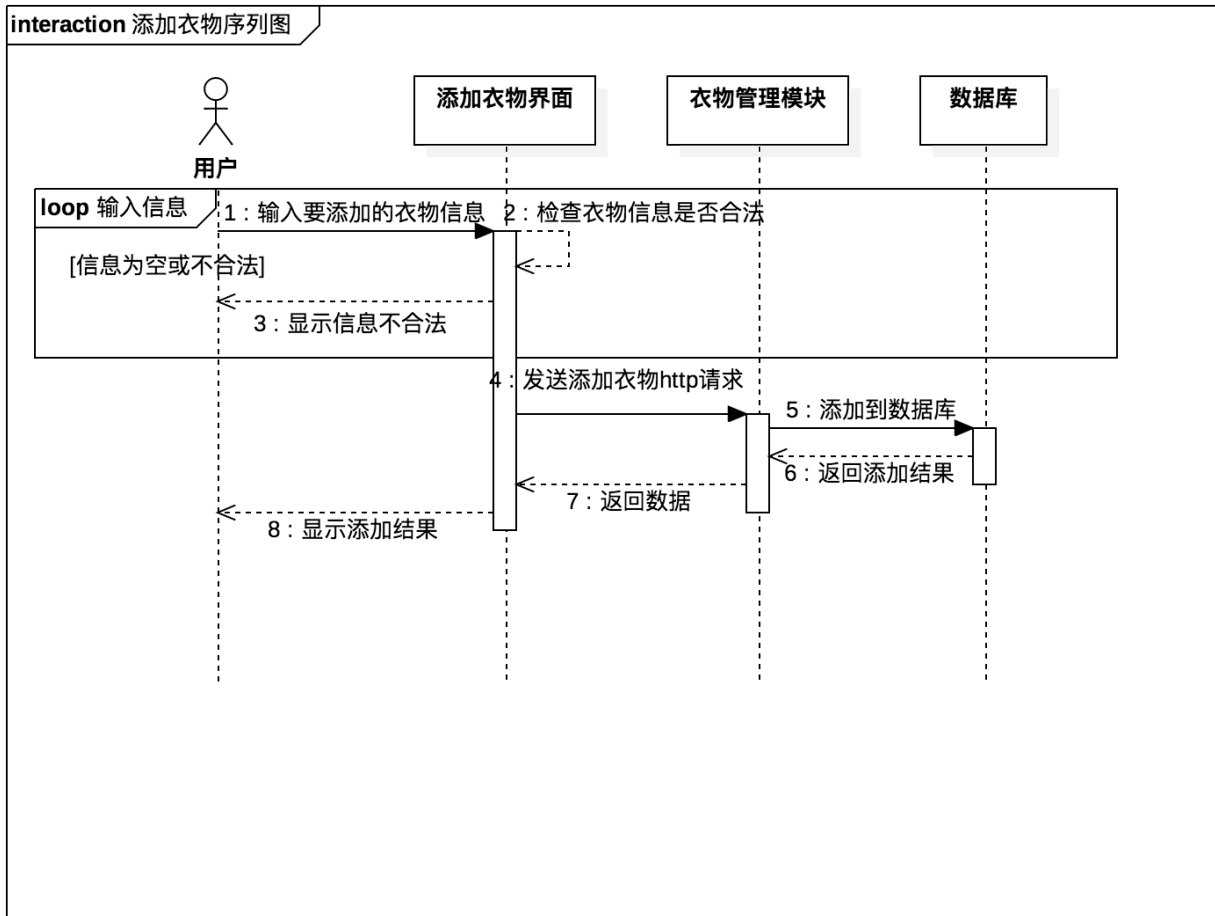 interaction 添加衣物序列图
添加衣物界面
衣物管理模块
数据库
用户
loop 输入信息
1 : 输入要添加的衣物信息
2 : 检查衣物信息是否合法
[信息为空或不合法]
3 : 显示信息不合法
4 : 发送添加衣物http请求
5 : 添加到数据库
6 : 返回添加结果
7 : 返回数据
8 : 显示添加结果